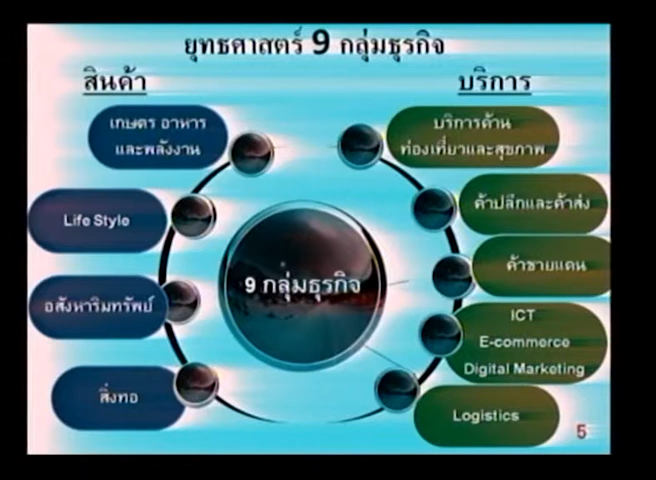 ยุทธศาสตร์ 9 กลุ่มธุรกิจ
สินค้า
บริการ
เกษตร อาหาร
และพลังงาน
Life Style
อสังหาริมทรัพย์
สิ่งทอ
9 กลุ่มธุรกิจ
บริการด้าน
ท่องเที่ยวและสุขภาพ
ค้าปลีกและค้าส่ง
ค้าชายแดน
ICT
E-commerce
Digital Marketing
Logistics
5